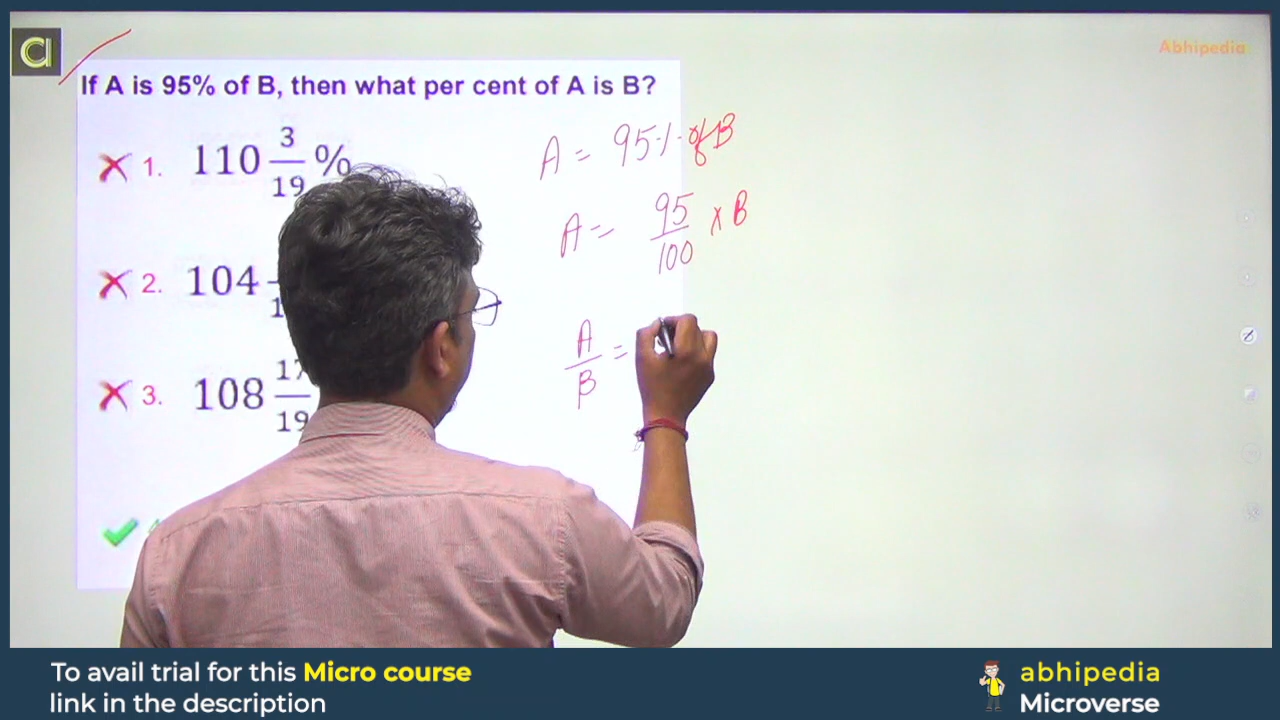 Abhipedia
If A is 95% of B, then what per cent of A is B?
1. 110 3/19 %
2. 104
3. 108 17/19
A = 95% of B
A = 95/100 × B
A/B =
To avail trial for this Micro course
link in the description
abhipedia
Microverse